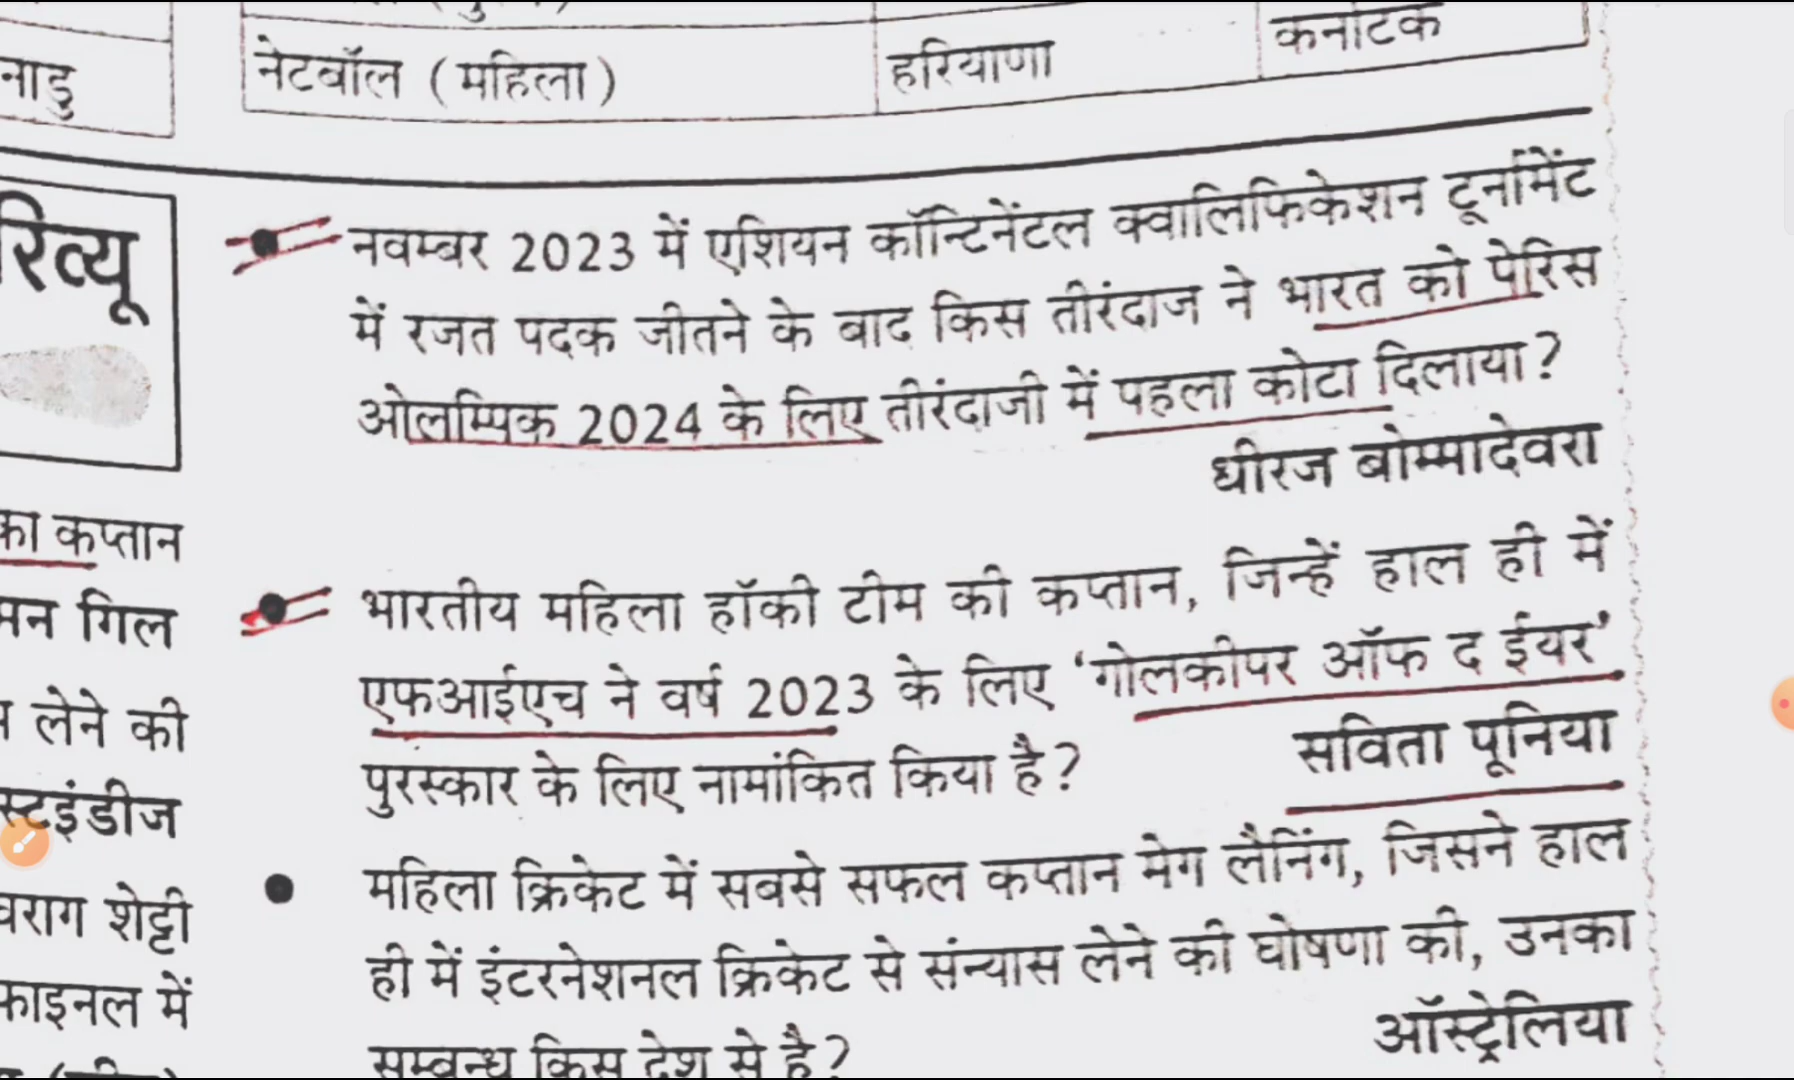 नाडु
नेटबॉल (महिला)
हरियाणा
कर्नाटक
रिव्यू
का कप्तान
मन गिल
लेने की
स्टइंडीज
राग शेट्टी
फाइनल में
नवम्बर 2023 में एशियन कॉन्टिनेंटल क्वालिफिकेशन टूर्नामेंट
में रजत पदक जीतने के बाद किस तीरंदाज ने भारत को पेरिस
ओलम्पिक 2024 के लिए तीरंदाजी में पहला कोटा दिलाया?
धीरज बोम्मादेवरा
भारतीय महिला हॉकी टीम की कप्तान, जिन्हें हाल ही में
एफआईएच ने वर्ष 2023 के लिए ‘गोलकीपर ऑफ द ईयर’
पुरस्कार के लिए नामांकित किया है?
सविता पूनिया
महिला क्रिकेट में सबसे सफल कप्तान मेग लैनिंग, जिसने हाल
ही में इंटरनेशनल क्रिकेट से संन्यास लेने की घोषणा की, उनका
सम्बन्ध किस देश से है?
ऑस्ट्रेलिया